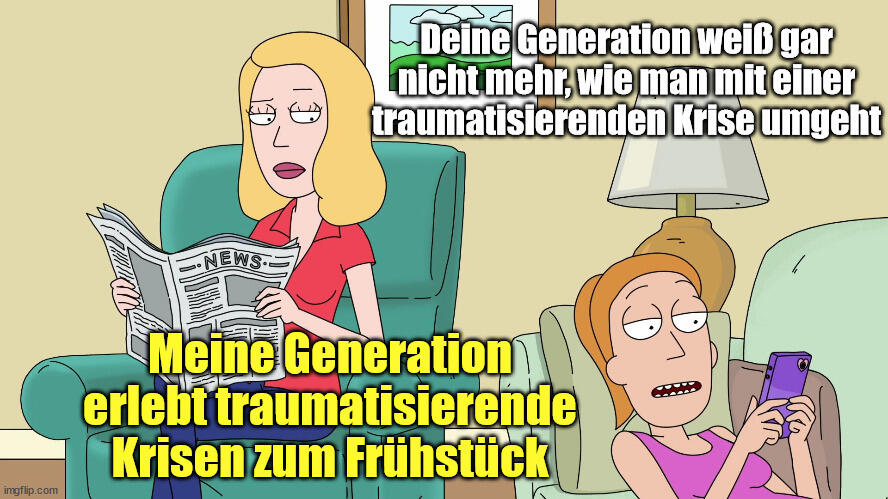 Deine Generation weiß gar
nicht mehr, wie man mit einer
traumatisierenden Krise umgeht
NEWS
Meine Generation
erlebt traumatisierende
Krisen zum Frühstück
imgflip.com